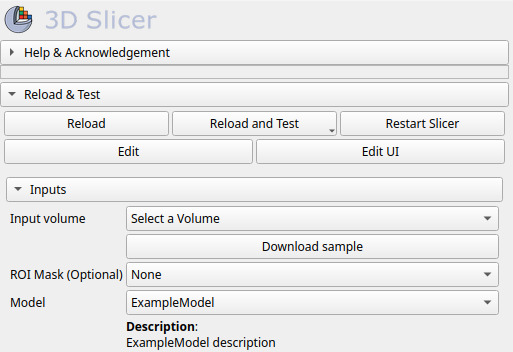 3D Slicer
Help & Acknowledgement
Reload & Test
Reload
Reload and Test
Restart Slicer
Edit
Edit UI
Inputs
Input volume
Select a Volume
Download sample
ROI Mask (Optional)
None
Model
ExampleModel
Description:
ExampleModel description